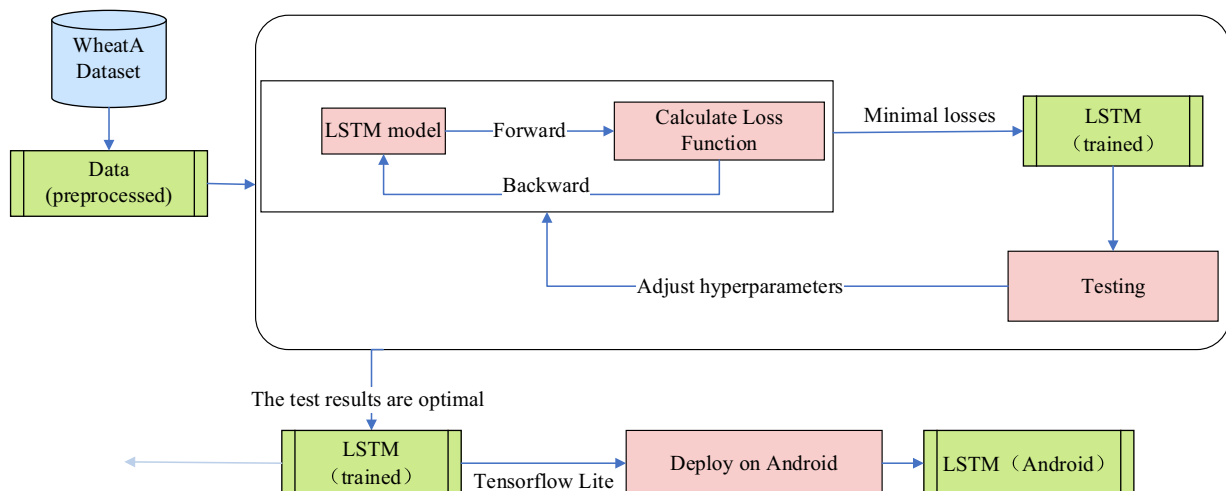 WheatA
Dataset
Data
(preprocessed)
LSTM model
Forward
Calculate Loss
Function
Backward
Minimal losses
LSTM
（trained）
Adjust hyperparameters
Testing
The test results are optimal
LSTM
（trained）
Tensorflow Lite
Deploy on Android
LSTM（Android）